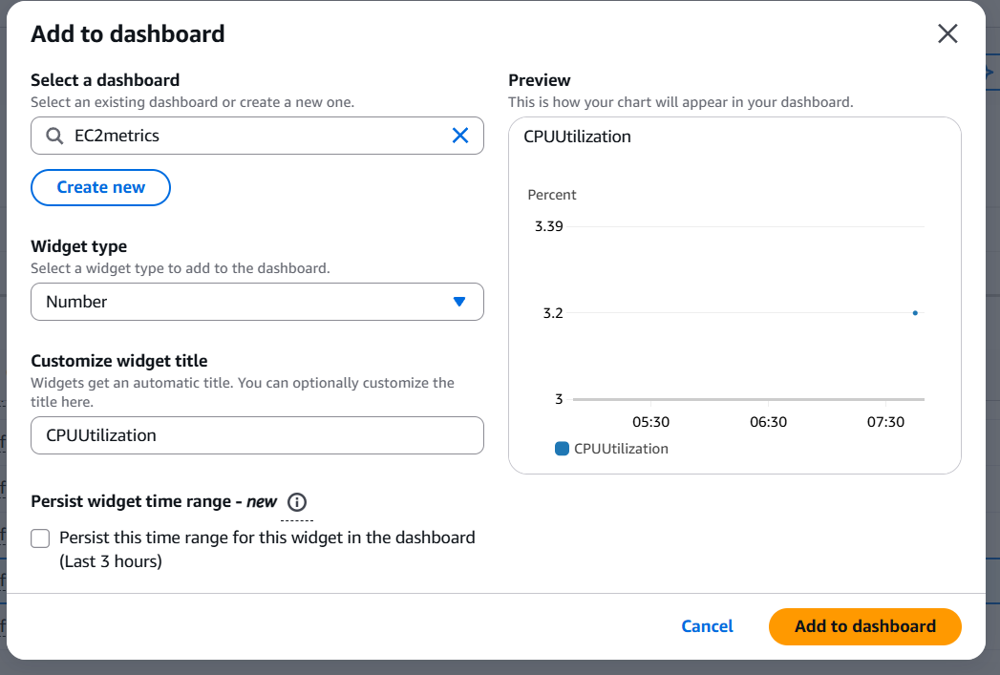 Add to dashboard
Select a dashboard
Select an existing dashboard or create a new one.
EC2metrics
Create new
Widget type
Select a widget type to add to the dashboard.
Number
Customize widget title
Widgets get an automatic title. You can optionally customize the
title here.
CPUUtilization
Persist widget time range - new
Persist this time range for this widget in the dashboard
(Last 3 hours)
Preview
This is how your chart will appear in your dashboard.
CPUUtilization
Percent
3.39
3.2
3
05:30 06:30 07:30
CPUUtilization
Cancel
Add to dashboard